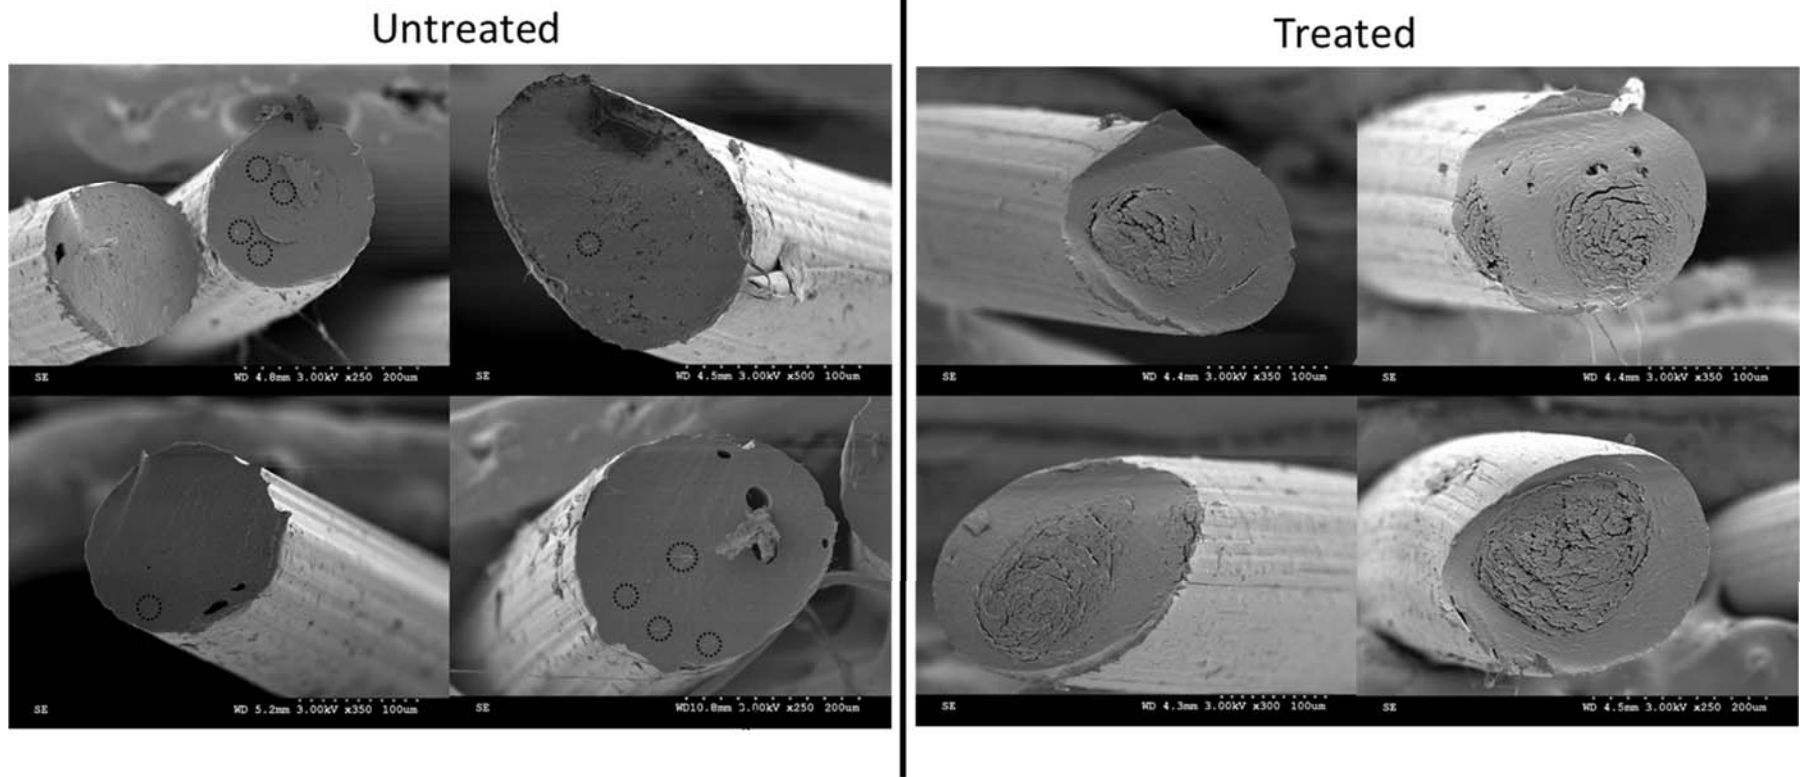 Untreated
Treated
SE WD 4.8mm 3.00kV x250 200um
SE WD 4.5mm 3.00kV x500 100um
SE WD 4.4mm 3.00kV x350 100um
SE WD 4.4mm 3.00kV x350 100um
SE WD 5.2mm 3.00kV x350 100um
SE WD10.8mm 3.00kV x250 200um
SE WD 4.3mm 3.00kV x300 100um
SE WD 4.5mm 3.00kV x250 200um